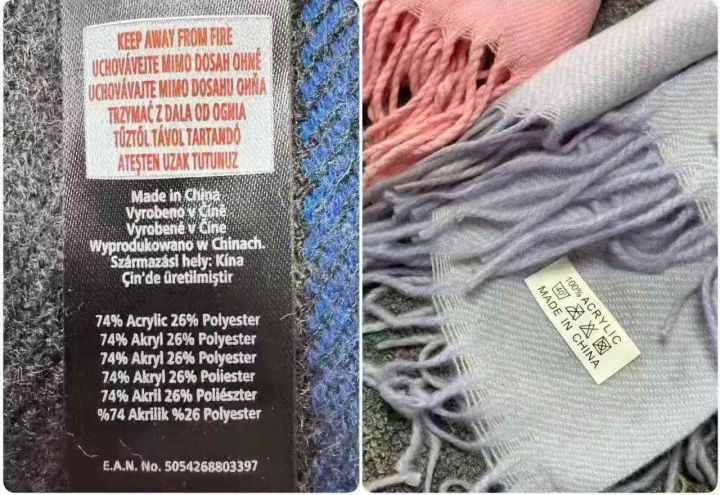 KEEP AWAY FROM FIRE
UCHOVÁVEJTE MIMO DOSAH OHNĚ
UCHOVÁVAJTE MIMO DOSAHU OHŇA
TRZYMAĆ Z DALA OD OGNIA
TŰZTŐL TÁVOL TARTANDÓ
ATEŞTEN UZAK TUTUNUZ
Made in China
Vyrobeno v Číně
Vyrobené v Číne
Wyprodukowano w Chinach.
Származási hely: Kína
Çin'de üretilmiştir
74% Acrylic 26% Polyester
74% Akryl 26% Polyester
74% Akryl 26% Polyester
74% Akryl 26% Poliester
74% Akril 26% Poliészter
%74 Akrilik %26 Polyester
E.A.N. No. 5054268803397
100% ACRYLIC
40
MADE IN CHINA